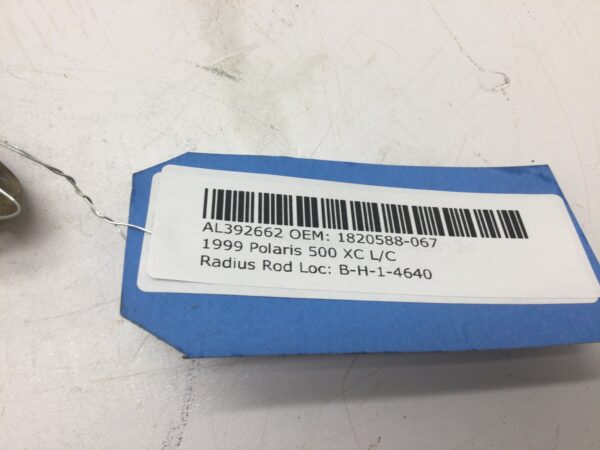 AL392662 OEM: 1820588-067
1999 Polaris 500 XC L/C
Radius Rod Loc: B-H-1-4640